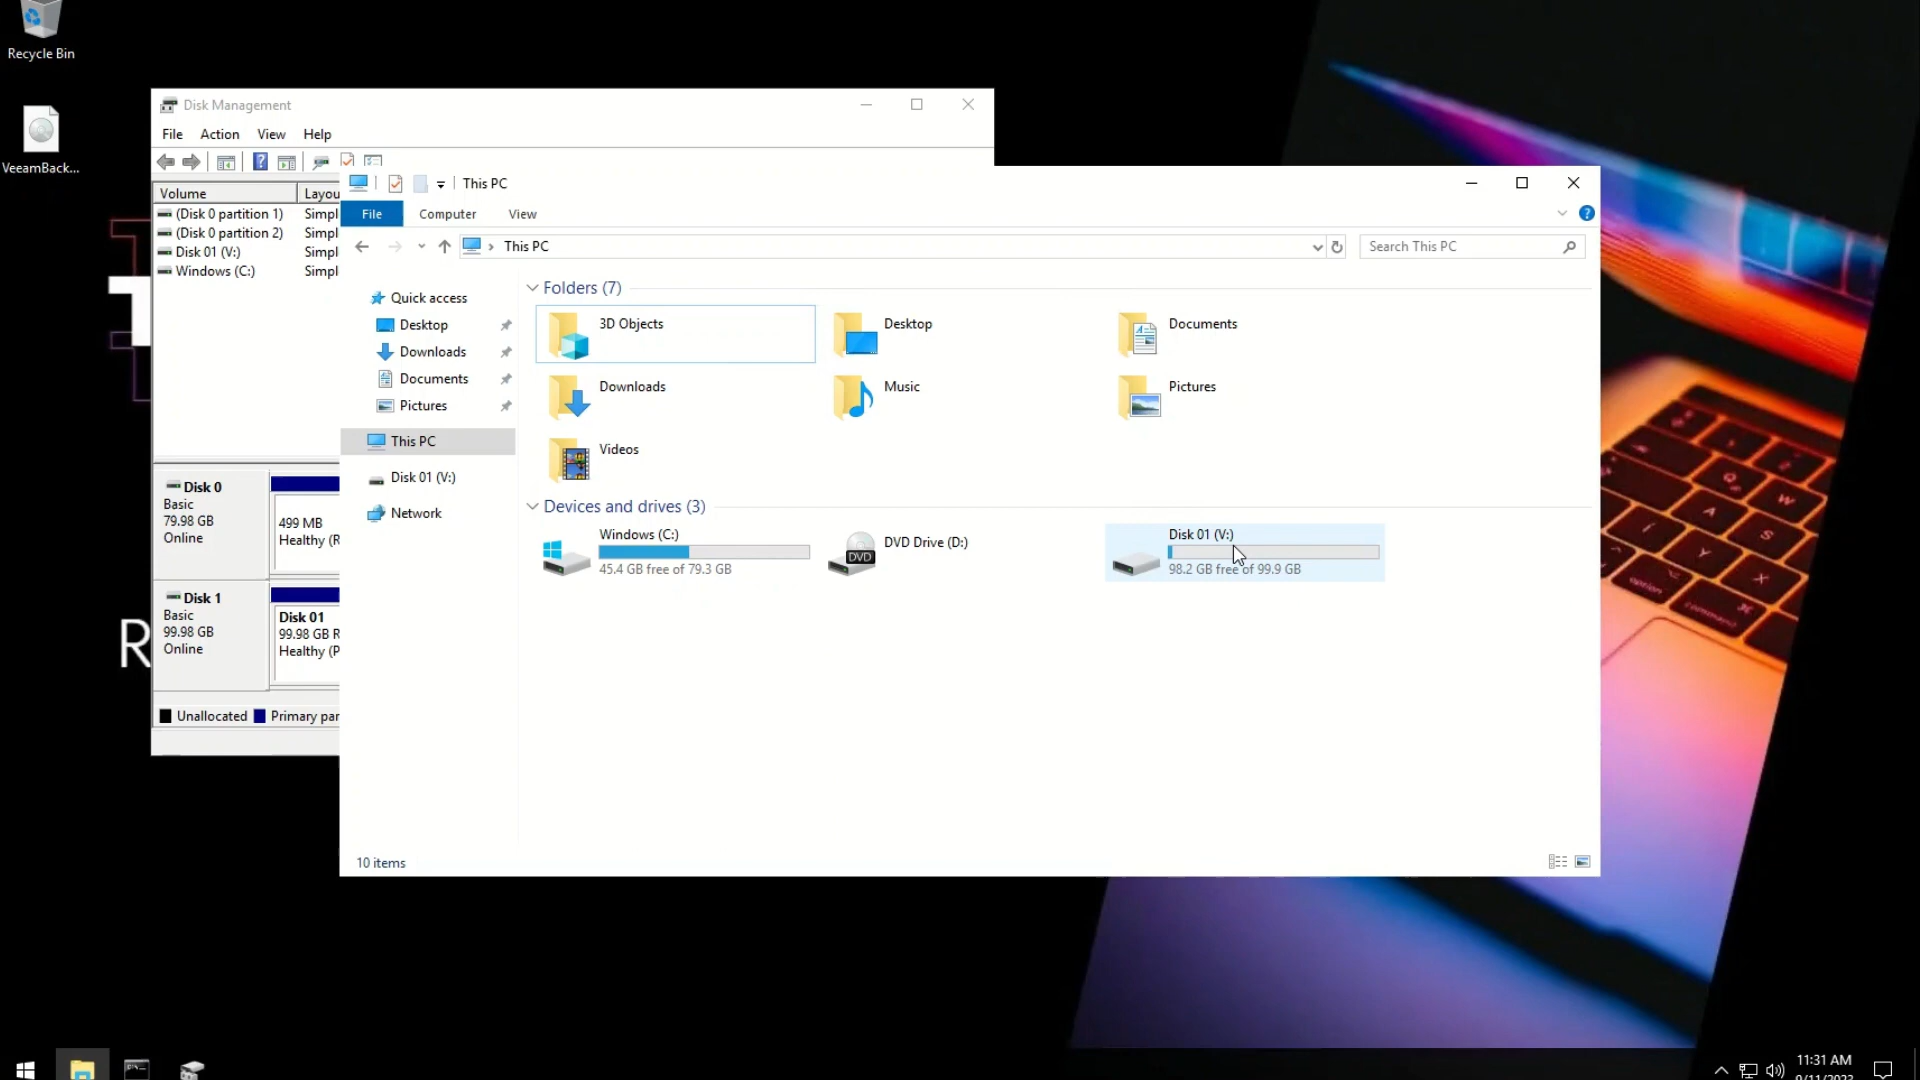 Recycle Bin
VeeamBack...
Disk Management
File Action View Help
Volume Layou
(Disk 0 partition 1) Simpl
(Disk 0 partition 2) Simpl
Disk 01 (V:) Simpl
Windows (C:) Simpl
Disk 0
Basic
79.98 GB
Online
499 MB
Healthy (R
Disk 1
Basic
99.98 GB
Online
Disk 01
99.98 GB R
Healthy (P
Unallocated Primary par
R
This PC
File Computer View
This PC
Search This PC
Quick access
Desktop
Downloads
Documents
Pictures
This PC
Disk 01 (V:)
Network
Folders (7)
3D Objects
Desktop
Documents
Downloads
Music
Pictures
Videos
Devices and drives (3)
Windows (C:)
45.4 GB free of 79.3 GB
DVD
DVD Drive (D:)
Disk 01 (V:)
98.2 GB free of 99.9 GB
10 items
option
command
11:31 AM